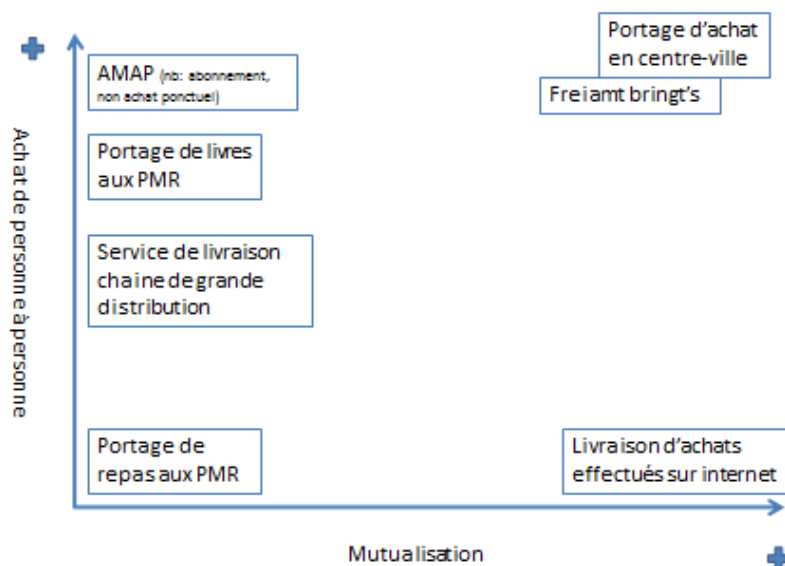 Portage d'achat
en centre-ville
AMAP (nb: abonnement,
non achat ponctuel)
Freiamt bringt's
Portage de livres
aux PMR
Achat de personne à personne
Service de livraison
chaine de grande
distribution
Portage de
repas aux PMR
Livraison d'achats
effectués sur internet
Mutualisation